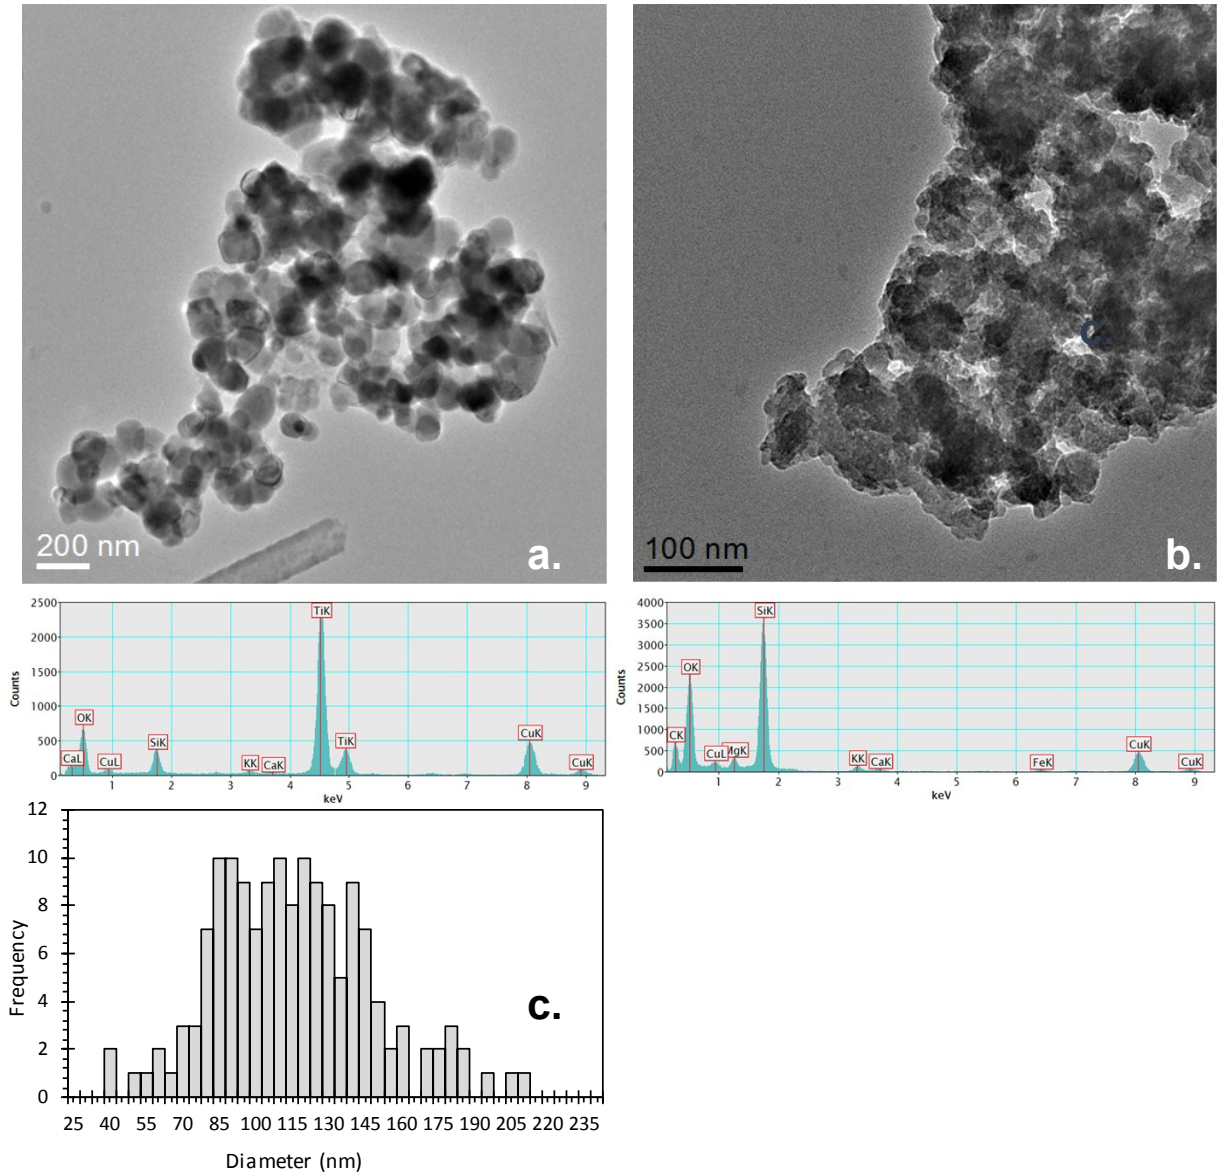 200 nm
a.
100 nm
b.
c.
2500
2000
1500
1000
500
0
Counts
CaL
OK
CuL
SiK
KK
CaK
TiK
TiK
CuK
CuK
1 2 3 4 5 6 7 8 9
keV
4000
3500
3000
2500
2000
1500
1000
500
0
Counts
CK
OK
CuL
MgK
SiK
KK
CaK
FeK
CuK
CuK
1 2 3 4 5 6 7 8 9
keV
12
10
8
6
4
2
0
Frequency
c.
25 40 55 70 85 100 115 130 145 160 175 190 205 220 235
Diameter (nm)